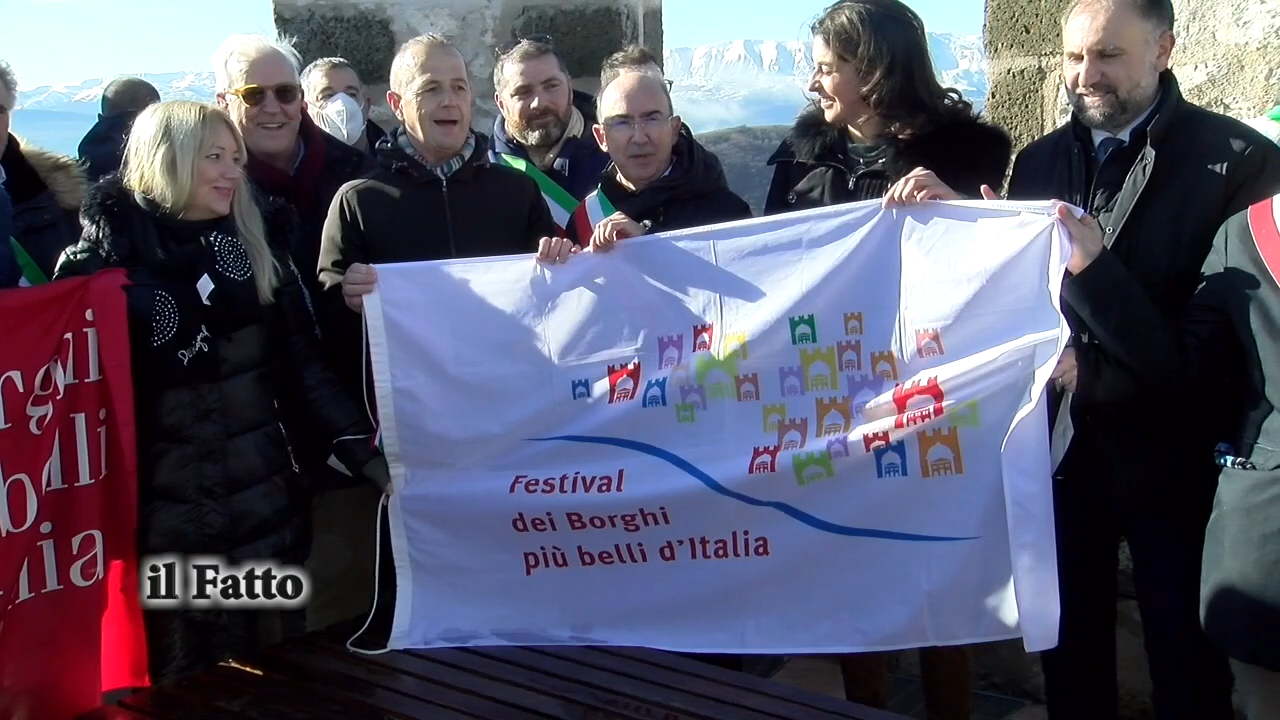 Festival
dei Borghi
più belli d'Italia
il Fatto